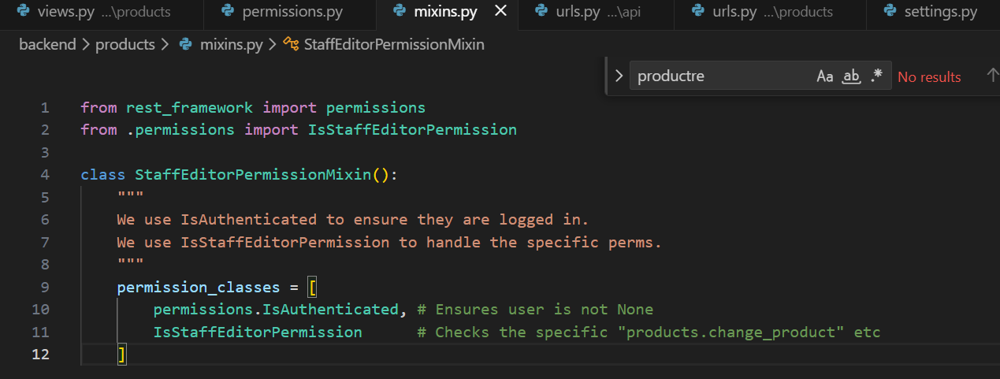 views.py ...\products permissions.py mixins.py urls.py ...\api urls.py ...\products settings.py
backend > products > mixins.py > StaffEditorPermissionMixin
productre Aa ab .* No results
1 from rest_framework import permissions
2 from .permissions import IsStaffEditorPermission
3
4 class StaffEditorPermissionMixin():
5     """
6     We use IsAuthenticated to ensure they are logged in.
7     We use IsStaffEditorPermission to handle the specific perms.
8     """
9     permission_classes = [
10         permissions.IsAuthenticated, # Ensures user is not None
11         IsStaffEditorPermission      # Checks the specific "products.change_product" etc
12     ]